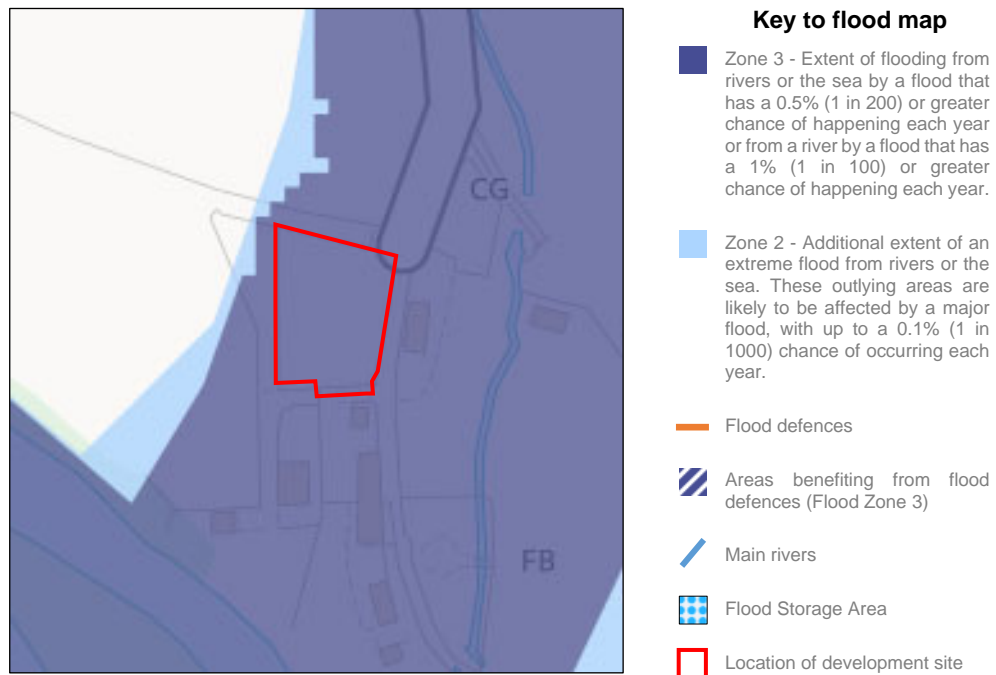 CG
FB
Key to flood map
Zone 3 - Extent of flooding from
rivers or the sea by a flood that
has a 0.5% (1 in 200) or greater
chance of happening each year
or from a river by a flood that has
a 1% (1 in 100) or greater
chance of happening each year.
Zone 2 - Additional extent of an
extreme flood from rivers or the
sea. These outlying areas are
likely to be affected by a major
flood, with up to a 0.1% (1 in
1000) chance of occurring each
year.
Flood defences
Areas benefiting from flood
defences (Flood Zone 3)
Main rivers
Flood Storage Area
Location of development site